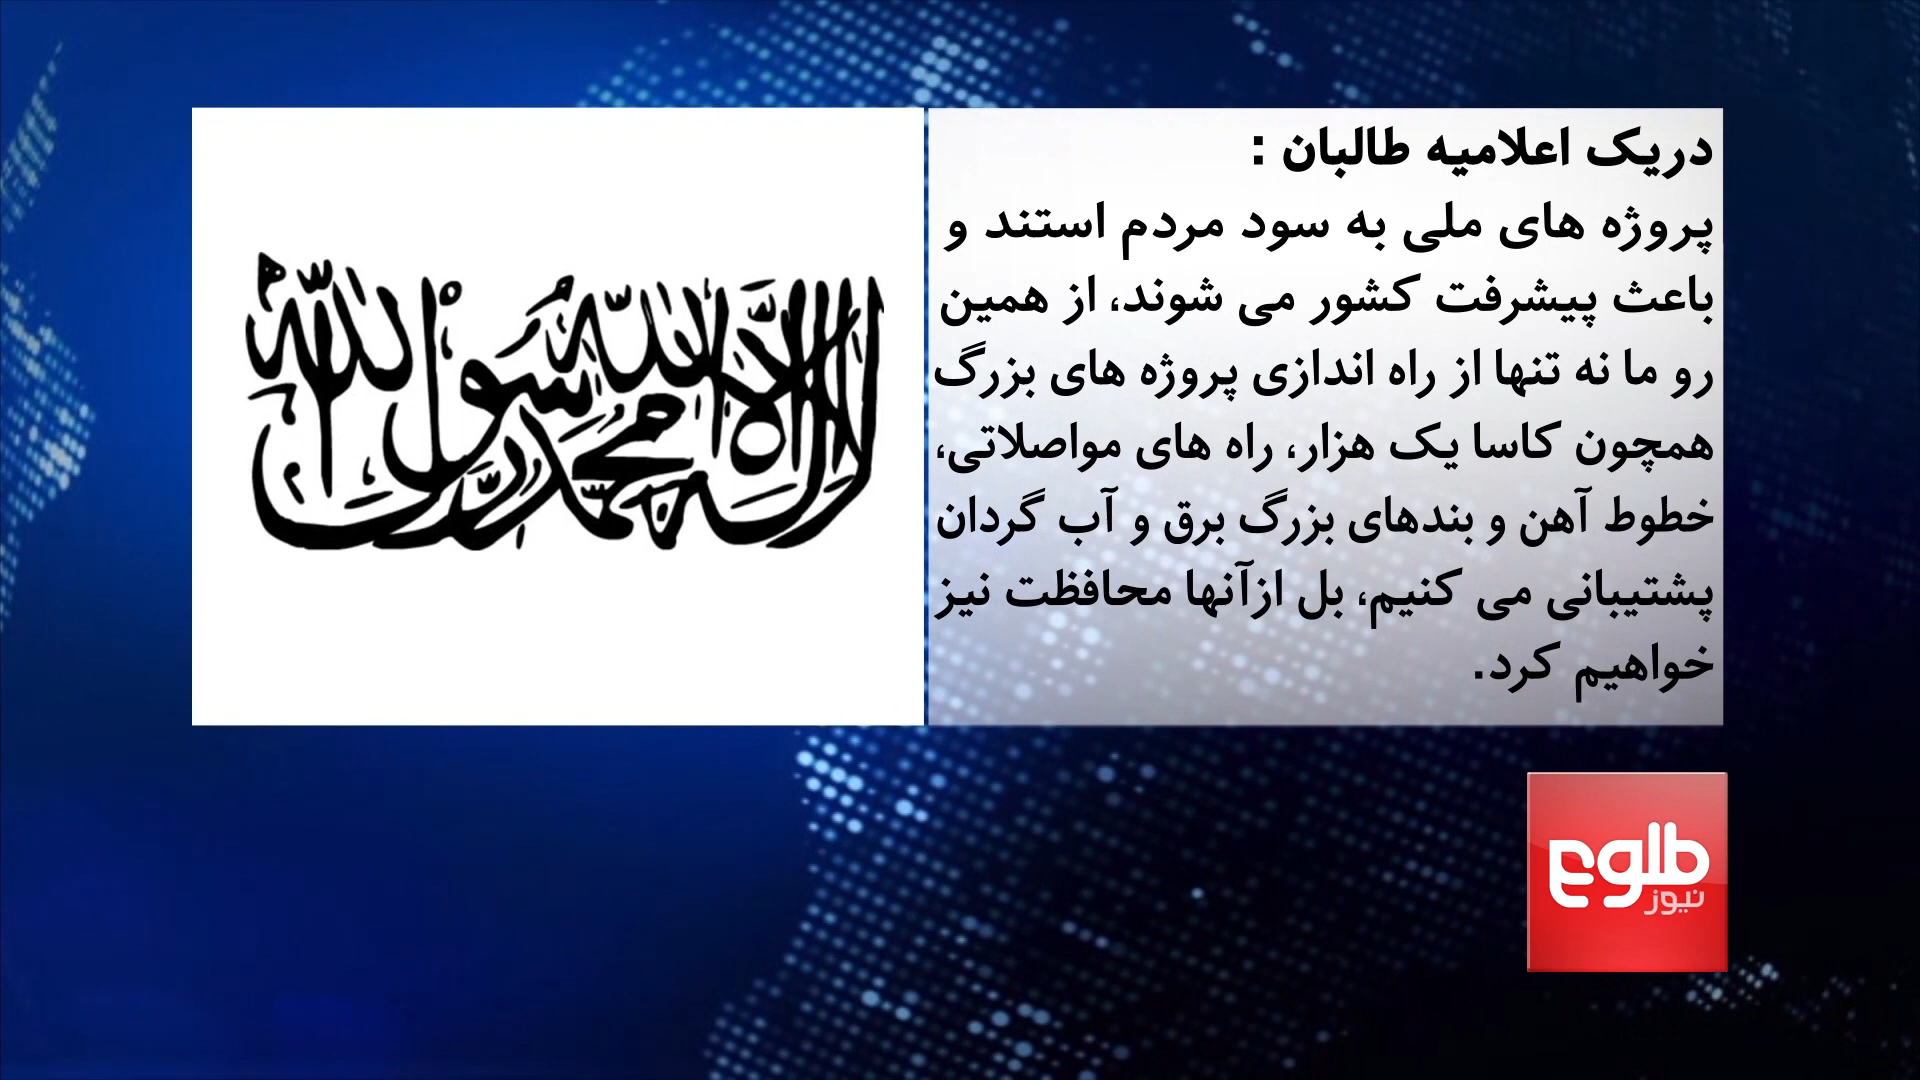 دریک اعلامیه طالبان :
پروژه های ملی به سود مردم استند و
باعث پیشرفت کشور می شوند، از همین
رو ما نه تنها از راه اندازی پروژه های بزرگ
همچون کاسا یک هزار، راه های مواصلاتی،
خطوط آهن و بندهای بزرگ برق و آب گردان
پشتیبانی می کنیم، بل ازآنها محافظت نیز
خواهیم کرد.
لا إله إلا الله محمد رسول الله
طلوع
نیوز